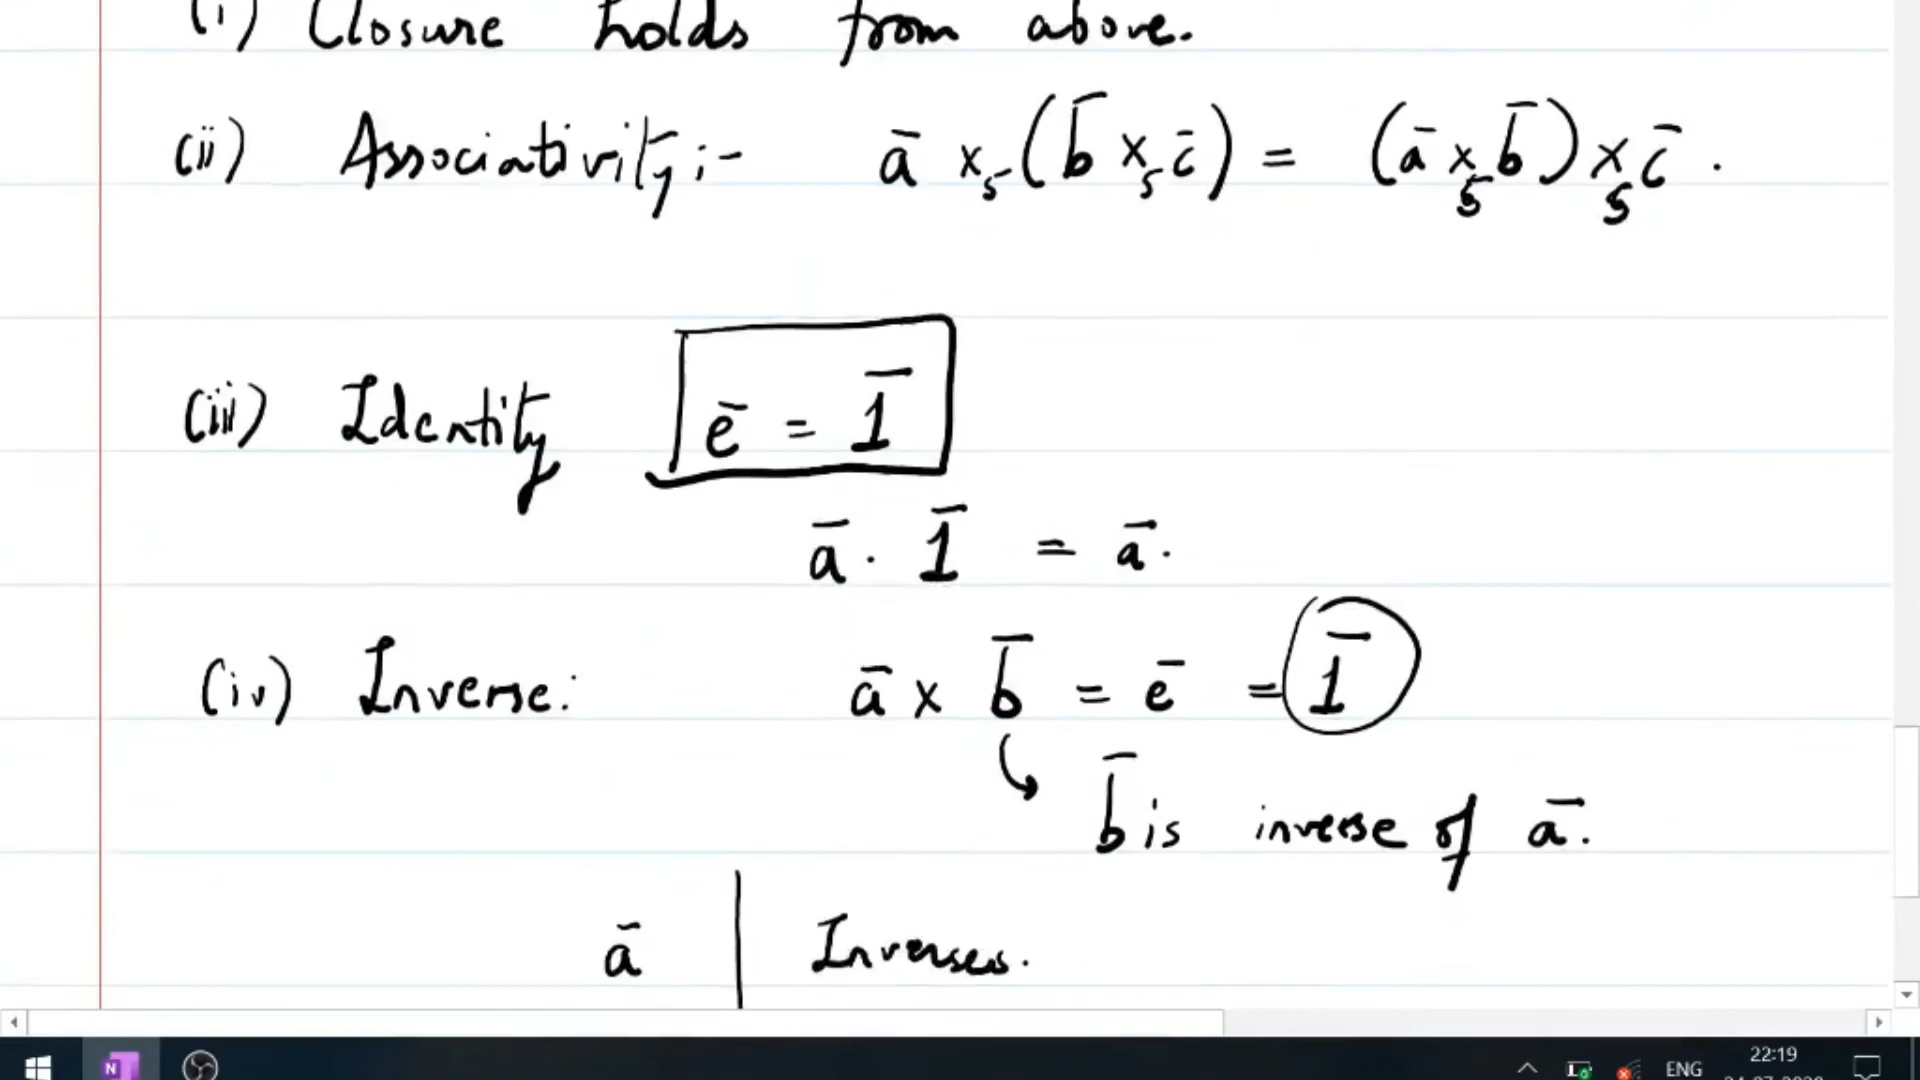 (i) Closure holds from above.
(ii) Associativity :- ā ×₅ (b̄ ×₅ c̄) = (ā ×₅ b̄) ×₅ c̄ .
(iii) Identity ē = 1̄
ā . 1̄ = ā .
(iv) Inverse: ā × b̄ = ē = 1̄
b̄ is inverse of ā .
ā | Inverses.
ENG
22:19